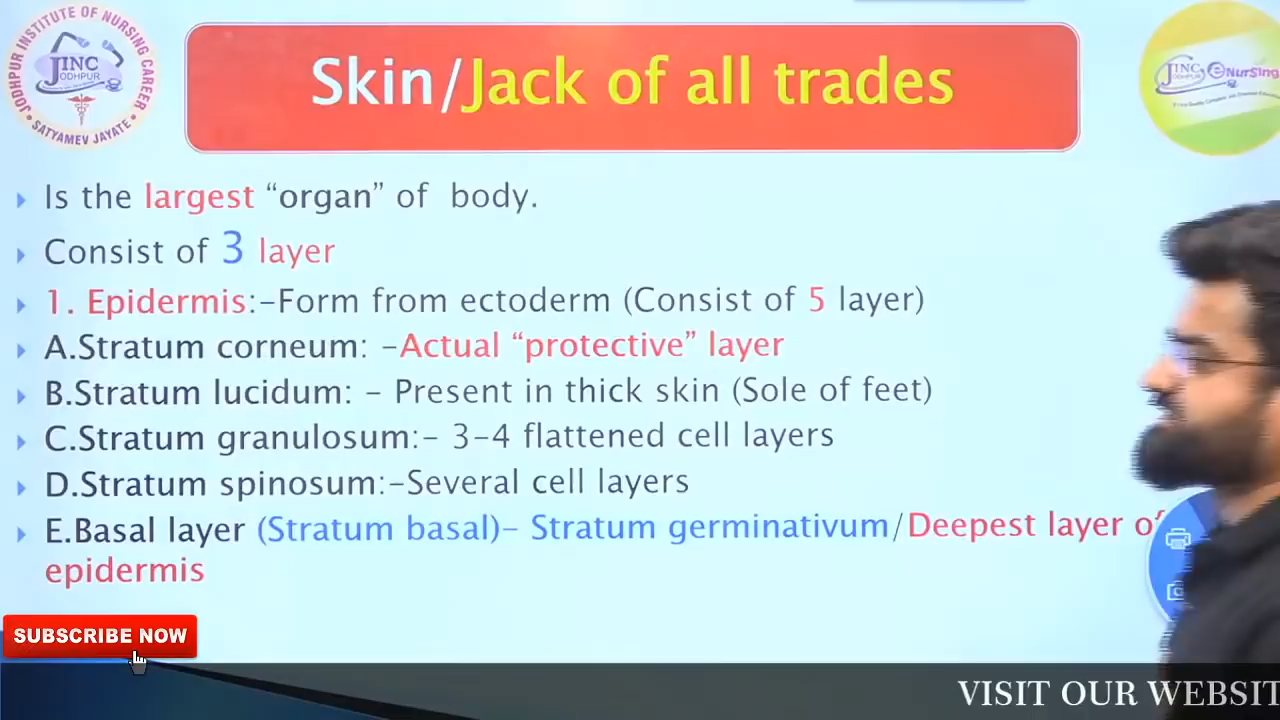 JODHPUR INSTITUTE OF NURSING CAREER
JINC
JODHPUR
SATYAMEV JAYATE
Skin/Jack of all trades
JINC
JODHPUR
eNursing
Is the largest “organ” of body.
Consist of 3 layer
1. Epidermis:-Form from ectoderm (Consist of 5 layer)
A.Stratum corneum: -Actual “protective” layer
B.Stratum lucidum: - Present in thick skin (Sole of feet)
C.Stratum granulosum:- 3-4 flattened cell layers
D.Stratum spinosum:-Several cell layers
E.Basal layer (Stratum basal)- Stratum germinativum/Deepest layer of
epidermis
SUBSCRIBE NOW
VISIT OUR WEBSIT